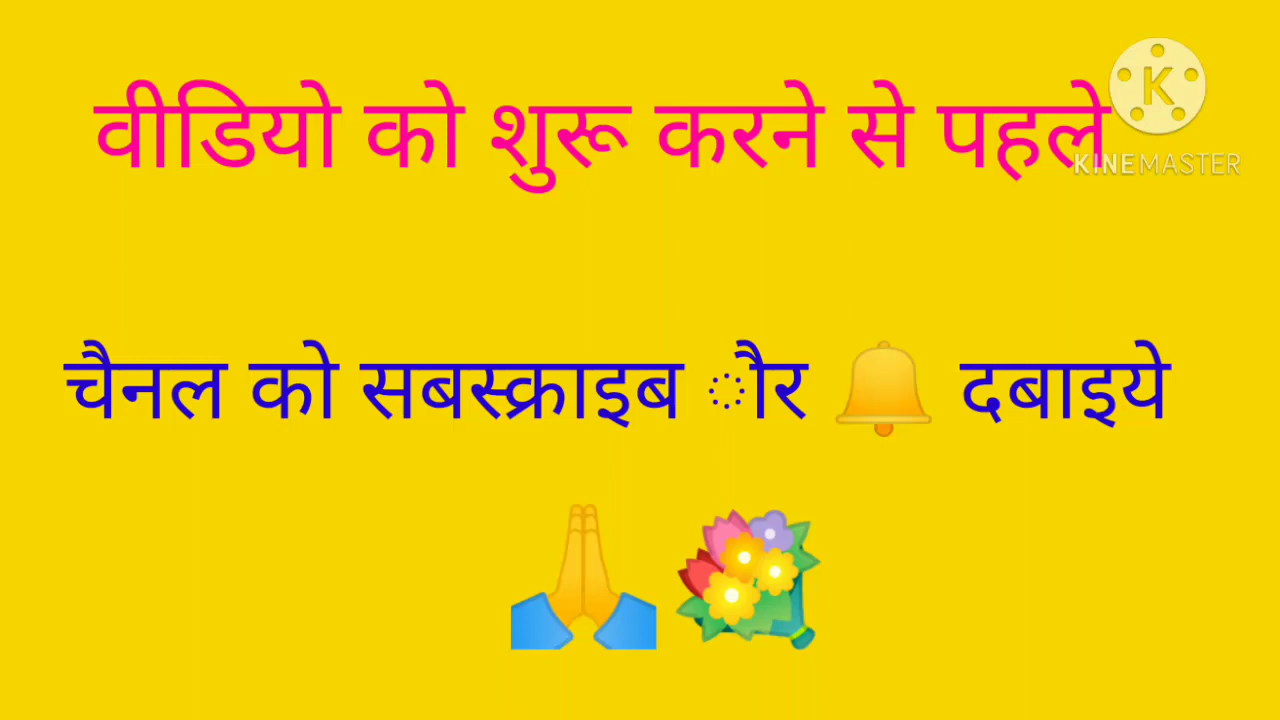 वीडियो को शुरू करने से पहले
K
KINEMASTER
चैनल को सबस्क्राइब ौर 🔔 दबाइये
🙏 💐